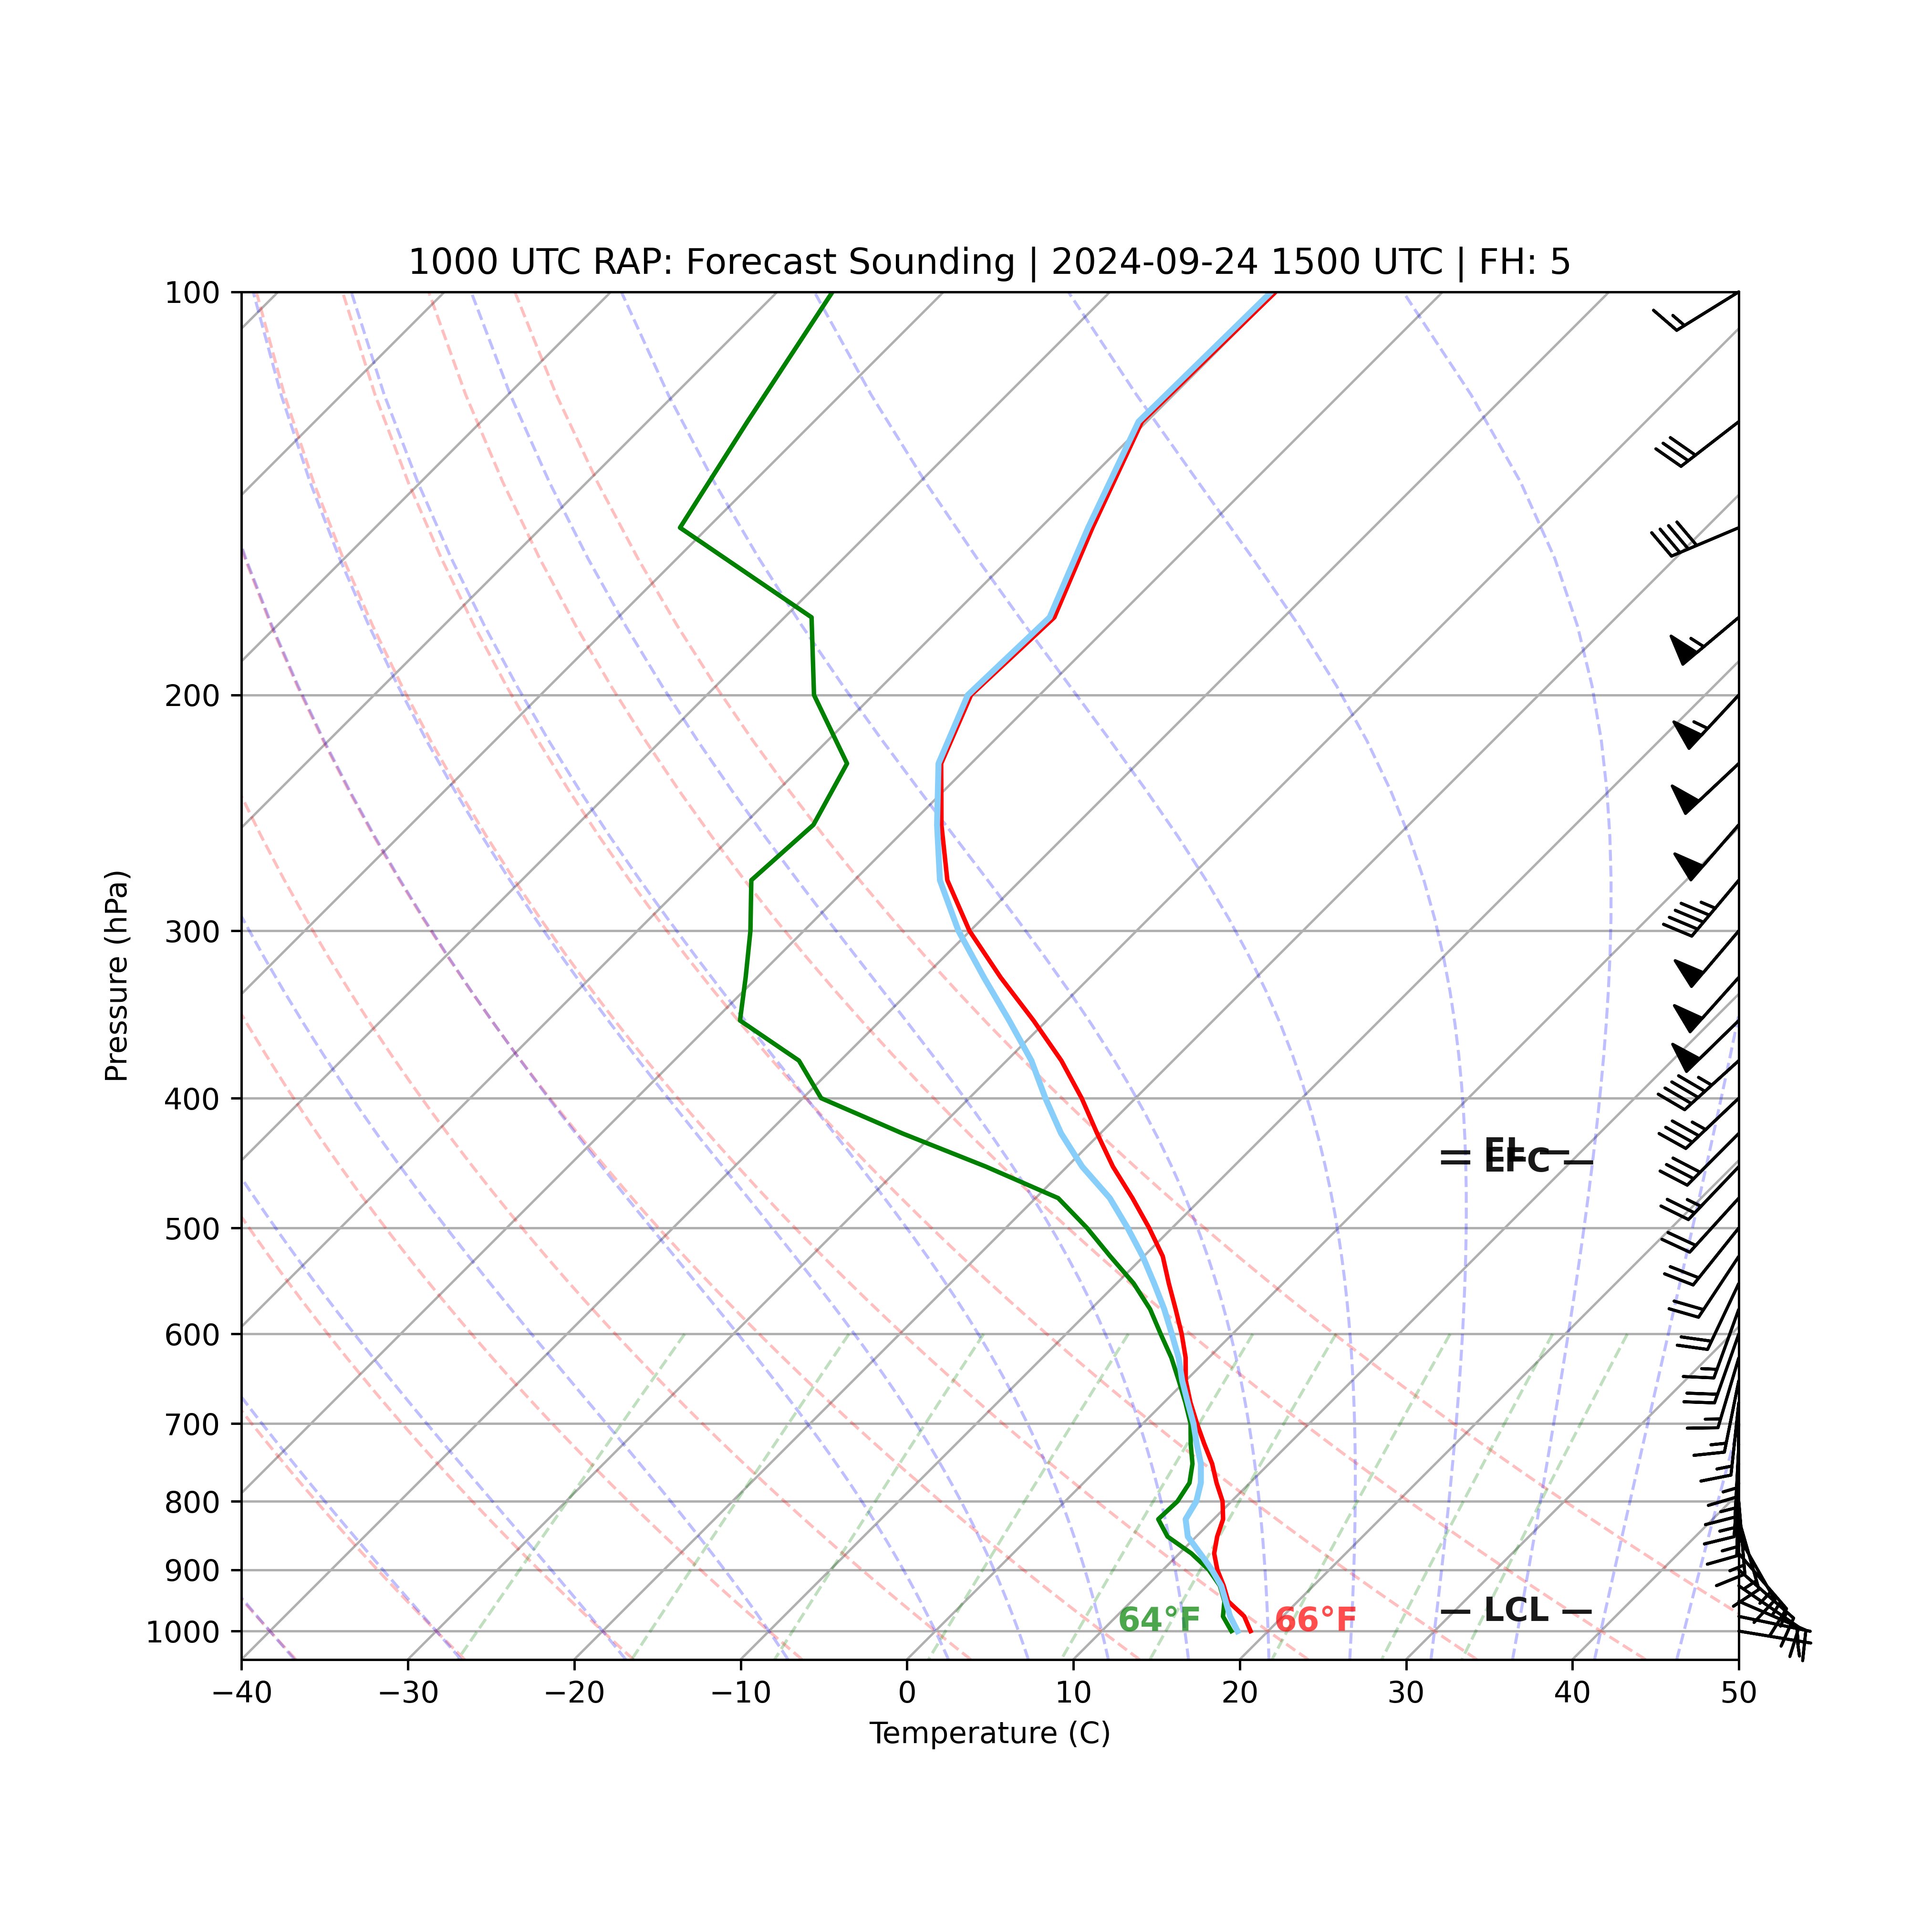 1000 UTC RAP: Forecast Sounding | 2024-09-24 1500 UTC | FH: 5
100
200
300
400
500
600
700
800
900
1000
Pressure (hPa)
— EL —
— LFC —
— LCL —
64°F
66°F
−40
−30
−20
−10
0
10
20
30
40
50
Temperature (C)